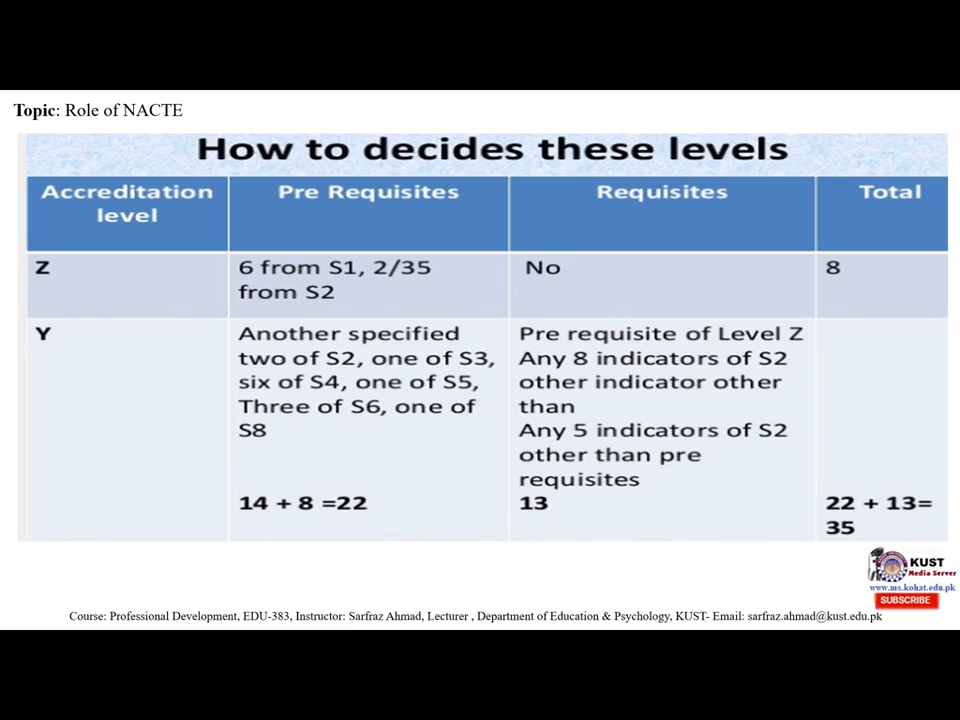 Topic: Role of NACTE
How to decides these levels
Accreditation level
Pre Requisites
Requisites
Total
Z
6 from S1, 2/35
from S2
No
8
Y
Another specified
two of S2, one of S3,
six of S4, one of S5,
Three of S6, one of
S8
14 + 8 =22
Pre requisite of Level Z
Any 8 indicators of S2
other indicator other
than
Any 5 indicators of S2
other than pre
requisites
13
22 + 13=
35
KUST
Media Server
www.ms.kohat.edu.pk
SUBSCRIBE
Course: Professional Development, EDU-383, Instructor: Sarfraz Ahmad, Lecturer , Department of Education & Psychology, KUST- Email: sarfraz.ahmad@kust.edu.pk